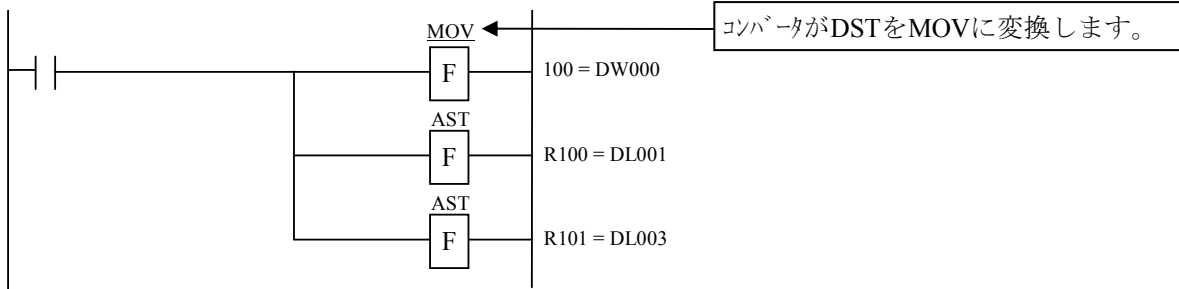 ｺﾝﾊﾞｰﾀがDSTをMOVに変換します。
MOV
F
100 = DW000
AST
F
R100 = DL001
AST
F
R101 = DL003